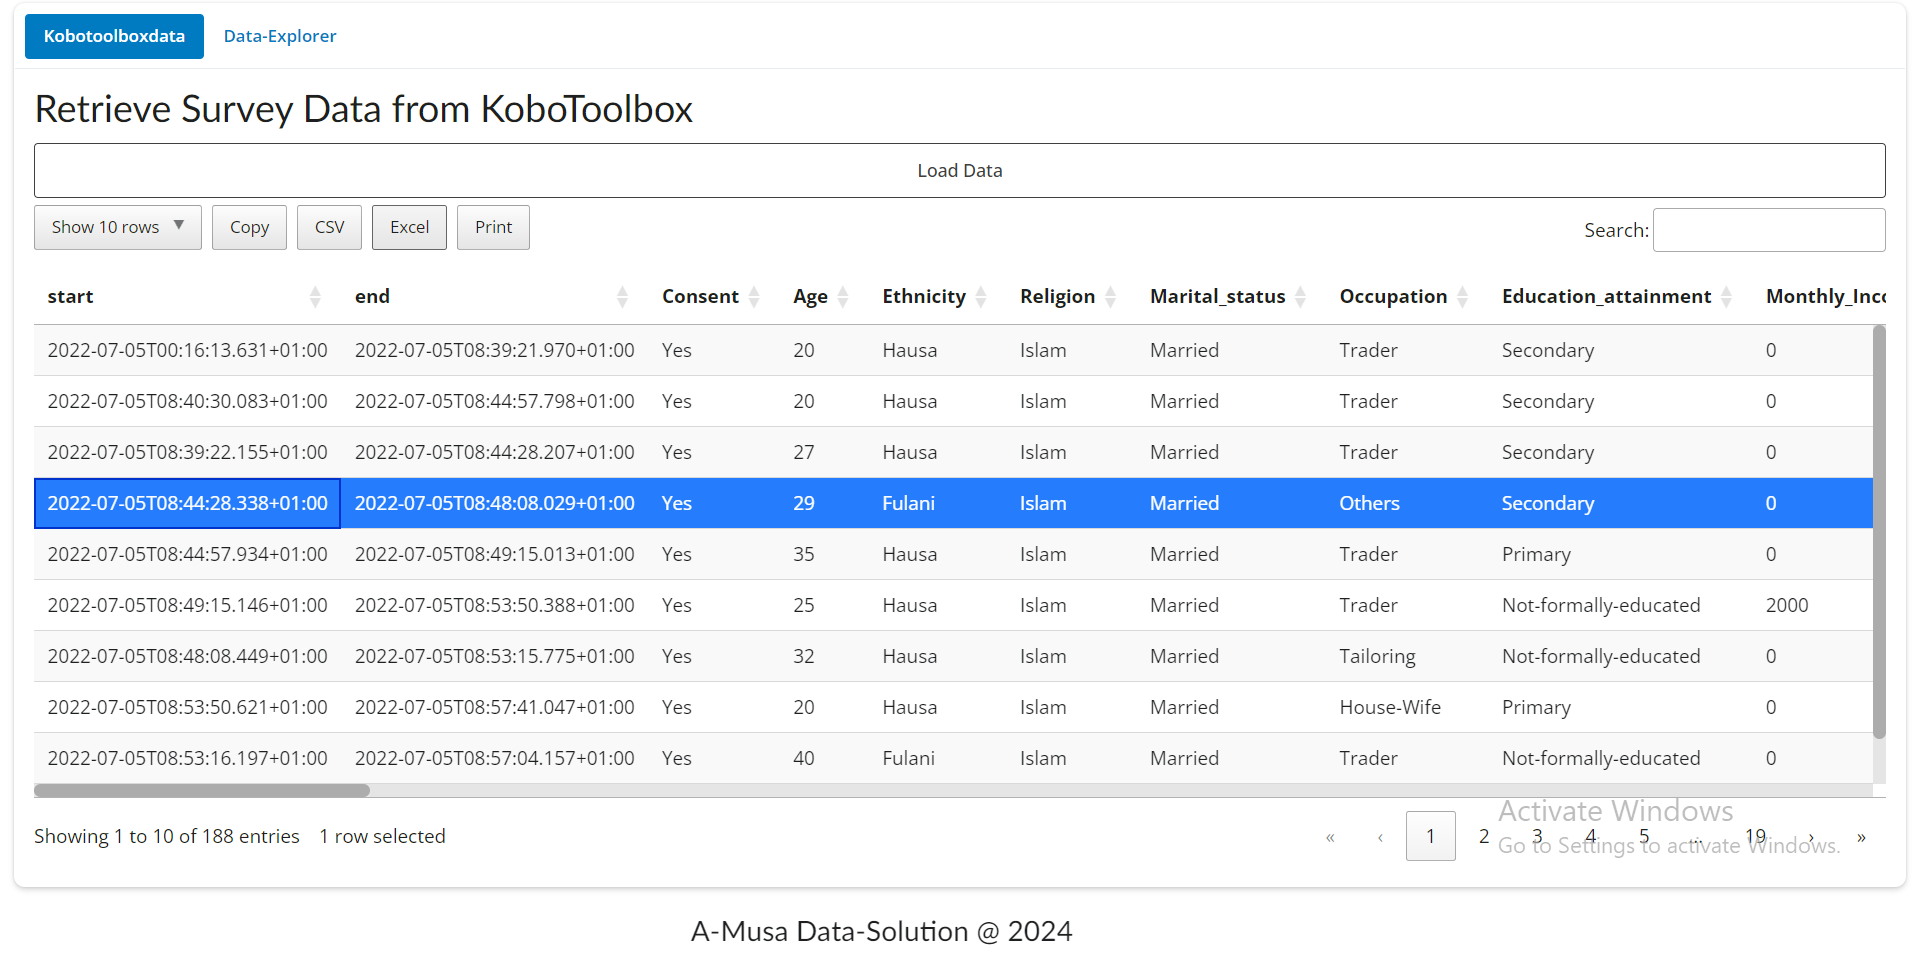 Kobotoolboxdata Data-Explorer
Retrieve Survey Data from KoboToolbox
Load Data
Show 10 rows ▼ Copy CSV Excel Print Search:
start end Consent Age Ethnicity Religion Marital_status Occupation Education_attainment Monthly_Inco
2022-07-05T00:16:13.631+01:00 2022-07-05T08:39:21.970+01:00 Yes 20 Hausa Islam Married Trader Secondary 0
2022-07-05T08:40:30.083+01:00 2022-07-05T08:44:57.798+01:00 Yes 20 Hausa Islam Married Trader Secondary 0
2022-07-05T08:39:22.155+01:00 2022-07-05T08:44:28.207+01:00 Yes 27 Hausa Islam Married Trader Secondary 0
2022-07-05T08:44:28.338+01:00 2022-07-05T08:48:08.029+01:00 Yes 29 Fulani Islam Married Others Secondary 0
2022-07-05T08:44:57.934+01:00 2022-07-05T08:49:15.013+01:00 Yes 35 Hausa Islam Married Trader Primary 0
2022-07-05T08:49:15.146+01:00 2022-07-05T08:53:50.388+01:00 Yes 25 Hausa Islam Married Trader Not-formally-educated 2000
2022-07-05T08:48:08.449+01:00 2022-07-05T08:53:15.775+01:00 Yes 32 Hausa Islam Married Tailoring Not-formally-educated 0
2022-07-05T08:53:50.621+01:00 2022-07-05T08:57:41.047+01:00 Yes 20 Hausa Islam Married House-Wife Primary 0
2022-07-05T08:53:16.197+01:00 2022-07-05T08:57:04.157+01:00 Yes 40 Fulani Islam Married Trader Not-formally-educated 0
Showing 1 to 10 of 188 entries 1 row selected « ‹ 1 2 3 4 5 … 19 › »
Activate Windows
Go to Settings to activate Windows.
A-Musa Data-Solution @ 2024